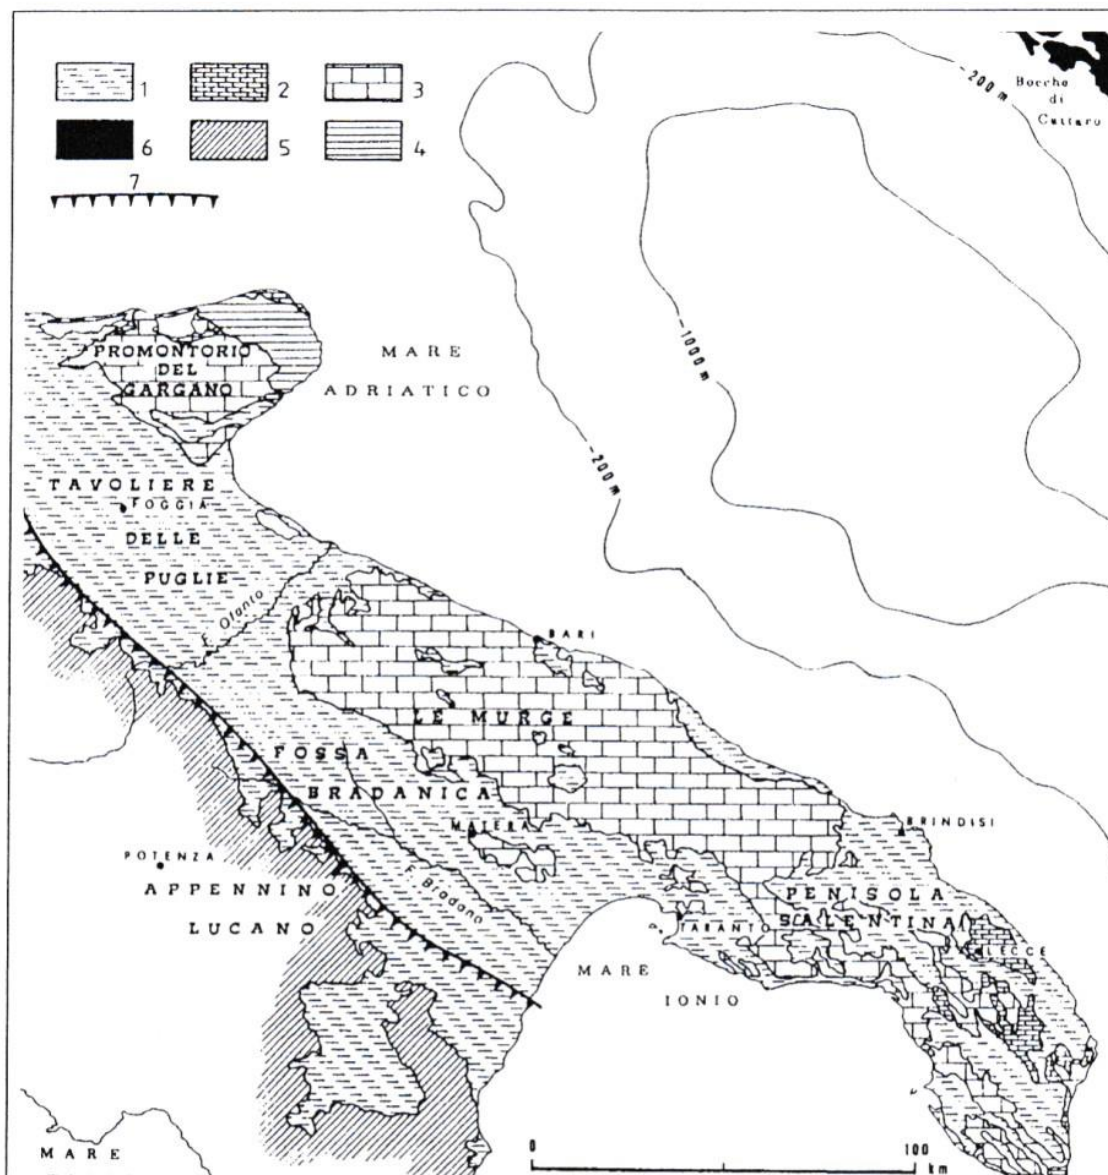 1
2
3
6
5
4
7
-200 m
Bocche
di
Cattaro
-1000 m
PROMONTORIO
DEL
GARGANO
MARE
ADRIATICO
TAVOLIERE
FOGGIA
DELLE
PUGLIE
-200 m
F. Ofanto
BARI
LE MURGE
FOSSA
BRADANICA
MATERA
BRINDISI
POTENZA
APPENNINO
LUCANO
F. Bradano
PENISOLA
SALENTINA
TARANTO
LECCE
MARE
IONIO
0
100
km
MARE